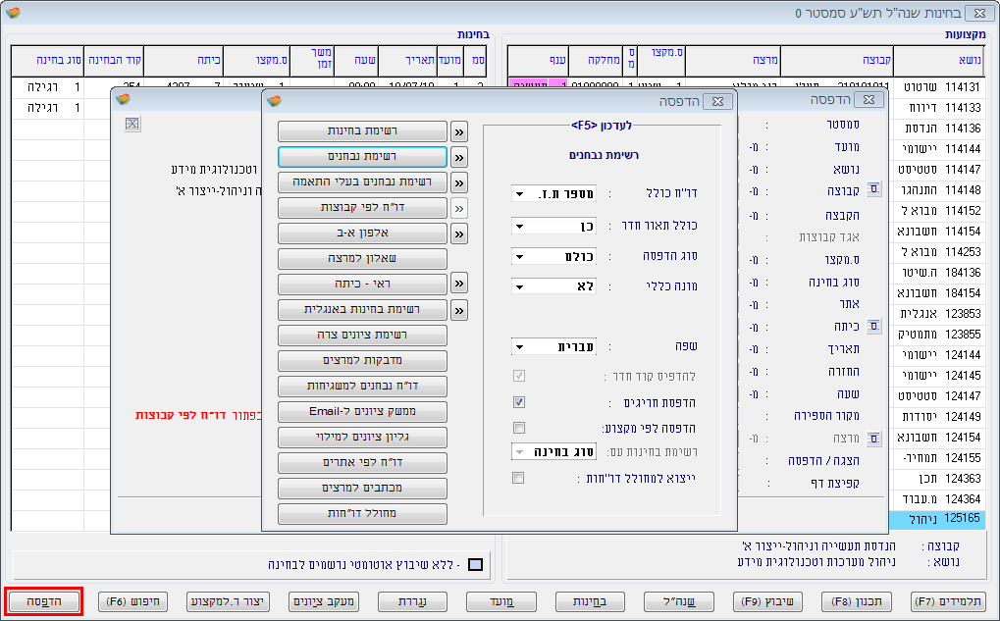 בחינות שנה"ל תש"ע סמסטר 0
מקצועות
נושא קבוצה מרצה ס.מקצו ס מ מחלקה ענף
114131 שרטוט
114133 דיווח
114136 הנדסת
114144 יישומי
114147 סטטיסט
114148 התנהגו
114152 מבוא ל
114154 חשבונא
114253 מבוא ל
184136 ה.שיטר
184154 חשבונא
123853 אנגלית
123855 מתמטיק
124144 יישומי
124145 יישומי
124147 סטטיסט
124149 יסודות
124154 חשבונא
124155 תמחיר-
124363 תכן
124364 מ.עבוד
125165 ניהול
קבוצה : הנדסת תעשייה וניהול-ייצור א'
נושא : ניהול מערכות וטכנולוגית מידע
בחינות
סמ מועד תאריך שעה משך זמן ס.מקצו כיתה קוד הבחינה סוג בחינה
1 רגילה
1 רגילה
- ללא שיבוץ אוטומטי נרשמים לבחינה
הדפסה
סמסטר :
מועד : מ-
נושא : מ-
קבוצה : מ-
הקבצה : מ-
אגד קבוצות :
ס.מקצו : מ-
סוג בחינה : מ-
אתר : מ-
כיתה : מ-
תאריך : מ-
החזרה : מ-
שעה : מ-
מקור הספירה :
מרצה : מ-
הצגה / הדפסה :
קפיצת דף :
וטכנולוגית מידע
ה וניהול-ייצור א'
בפתור דו"ח לפי קבוצות
הדפסה
לעדכון <F5>
רשימת נבחנים
דו"ח כולל : מספר ת.ז.
כולל תאור חדר : כן
סוג הדפסה : כולם
מונה כללי : לא
שפה : עברית
להדפיס קוד חדר :
הדפסת חריגים :
הדפסה לפי מקצוע:
רשימת בחינות עם: סוג בחינה
ייצוא למחולל דו"חות :
רשימת בחינות »
רשימת נבחנים »
רשימת נבחנים בעלי התאמה »
דו"ח לפי קבוצות »
אלפון א-ב »
שאלון למרצה
ראי - כיתה »
רשימת בחינות באנגלית »
רשימת ציונים צרה
מדבקות למרצים
דו"ח נבחנים למשגיחות
ממשק ציונים ל-Email
גליון ציונים למילוי
דו"ח לפי אתרים
מכתבים למרצים
מחולל דו"חות
תלמידים (F7) תכנון (F8) שיבוץ (F9) שנה"ל בחינות מועד נגררת מעקב ציונים יצור ר.למקצוע חיפוש (F6) הדפסה